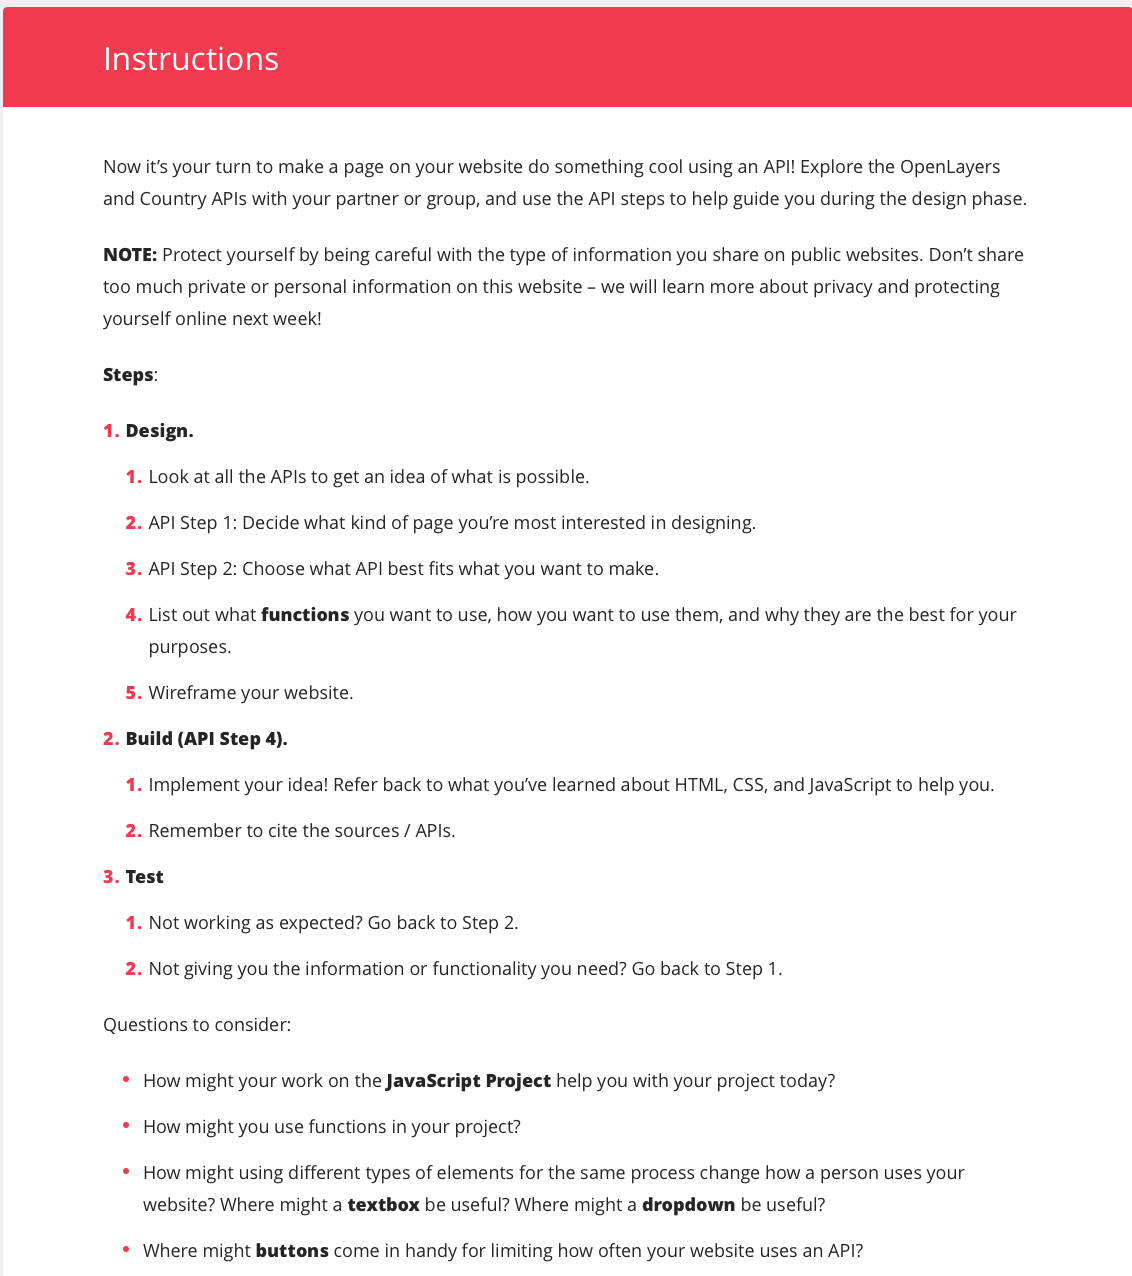 Instructions
Now it’s your turn to make a page on your website do something cool using an API! Explore the OpenLayers
and Country APIs with your partner or group, and use the API steps to help guide you during the design phase.
NOTE: Protect yourself by being careful with the type of information you share on public websites. Don’t share
too much private or personal information on this website – we will learn more about privacy and protecting
yourself online next week!
Steps:
1. Design.
1. Look at all the APIs to get an idea of what is possible.
2. API Step 1: Decide what kind of page you’re most interested in designing.
3. API Step 2: Choose what API best fits what you want to make.
4. List out what functions you want to use, how you want to use them, and why they are the best for your
purposes.
5. Wireframe your website.
2. Build (API Step 4).
1. Implement your idea! Refer back to what you’ve learned about HTML, CSS, and JavaScript to help you.
2. Remember to cite the sources / APIs.
3. Test
1. Not working as expected? Go back to Step 2.
2. Not giving you the information or functionality you need? Go back to Step 1.
Questions to consider:
• How might your work on the JavaScript Project help you with your project today?
• How might you use functions in your project?
• How might using different types of elements for the same process change how a person uses your
website? Where might a textbox be useful? Where might a dropdown be useful?
• Where might buttons come in handy for limiting how often your website uses an API?